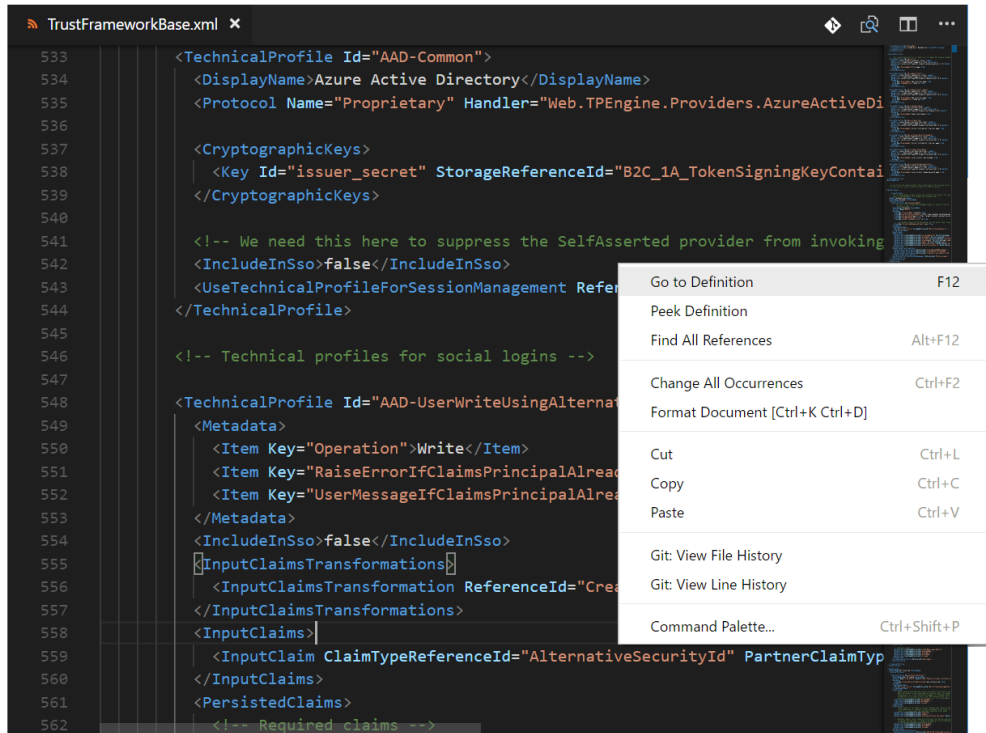 TrustFrameworkBase.xml
533 <TechnicalProfile Id="AAD-Common">
534 <DisplayName>Azure Active Directory</DisplayName>
535 <Protocol Name="Proprietary" Handler="Web.TPEngine.Providers.AzureActiveDi
536
537 <CryptographicKeys>
538 <Key Id="issuer_secret" StorageReferenceId="B2C_1A_TokenSigningKeyContai
539 </CryptographicKeys>
540
541 <!-- We need this here to suppress the SelfAsserted provider from invoking
542 <IncludeInSso>false</IncludeInSso>
543 <UseTechnicalProfileForSessionManagement Refer
544 </TechnicalProfile>
545
546 <!-- Technical profiles for social logins -->
547
548 <TechnicalProfile Id="AAD-UserWriteUsingAlternat
549 <Metadata>
550 <Item Key="Operation">Write</Item>
551 <Item Key="RaiseErrorIfClaimsPrincipalAlread
552 <Item Key="UserMessageIfClaimsPrincipalAlrea
553 </Metadata>
554 <IncludeInSso>false</IncludeInSso>
555 <InputClaimsTransformations>
556 <InputClaimsTransformation ReferenceId="Crea
557 </InputClaimsTransformations>
558 <InputClaims>
559 <InputClaim ClaimTypeReferenceId="AlternativeSecurityId" PartnerClaimTyp
560 </InputClaims>
561 <PersistedClaims>
562 <!-- Required claims -->
Go to Definition F12
Peek Definition
Find All References Alt+F12
Change All Occurrences Ctrl+F2
Format Document [Ctrl+K Ctrl+D]
Cut Ctrl+L
Copy Ctrl+C
Paste Ctrl+V
Git: View File History
Git: View Line History
Command Palette... Ctrl+Shift+P